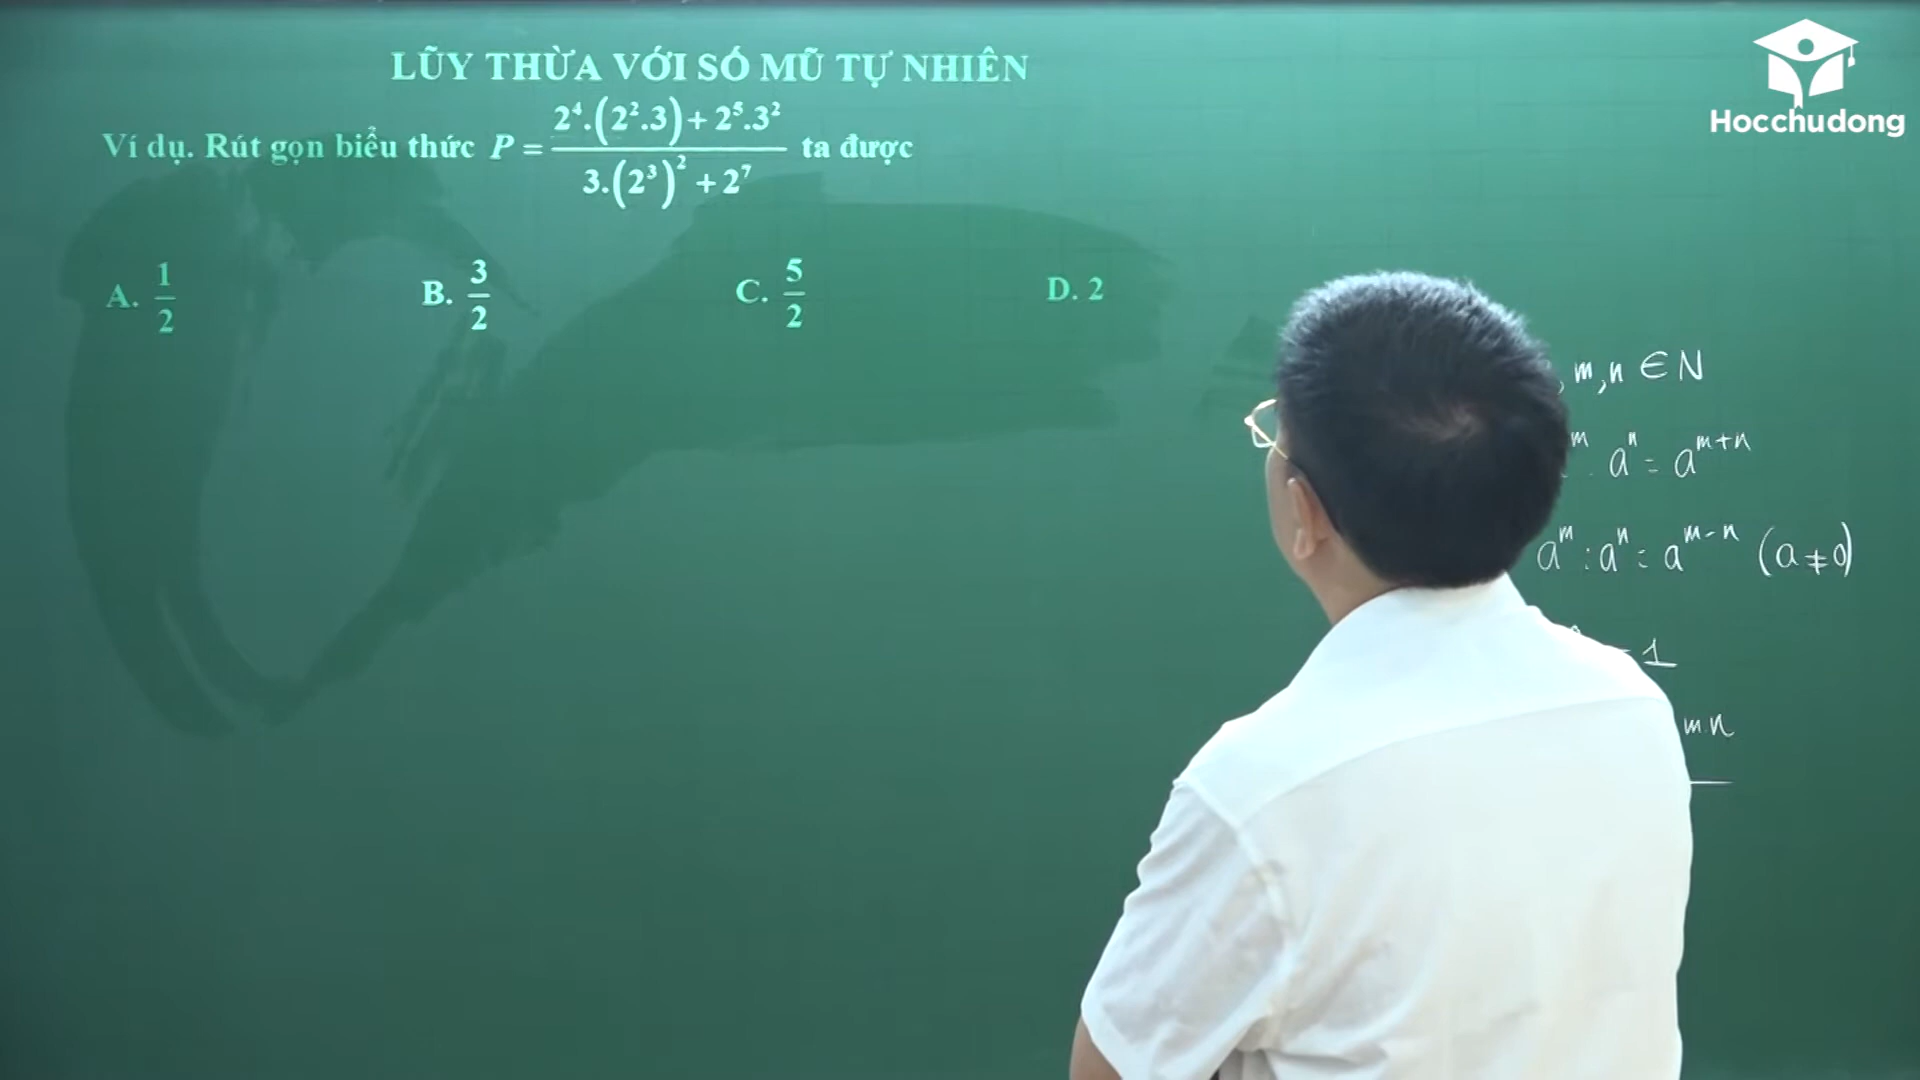 LŨY THỪA VỚI SỐ MŨ TỰ NHIÊN
Hocchudong
Ví dụ. Rút gọn biểu thức P = (2⁴.(2².3) + 2⁵.3²) / (3.(2³)² + 2⁷) ta được
A. 1/2 B. 3/2 C. 5/2 D. 2
, m, n ∈ N
ᵐ . aⁿ = aᵐ⁺ⁿ
aᵐ : aⁿ = aᵐ⁻ⁿ (a ≠ 0)
= 1
m.n